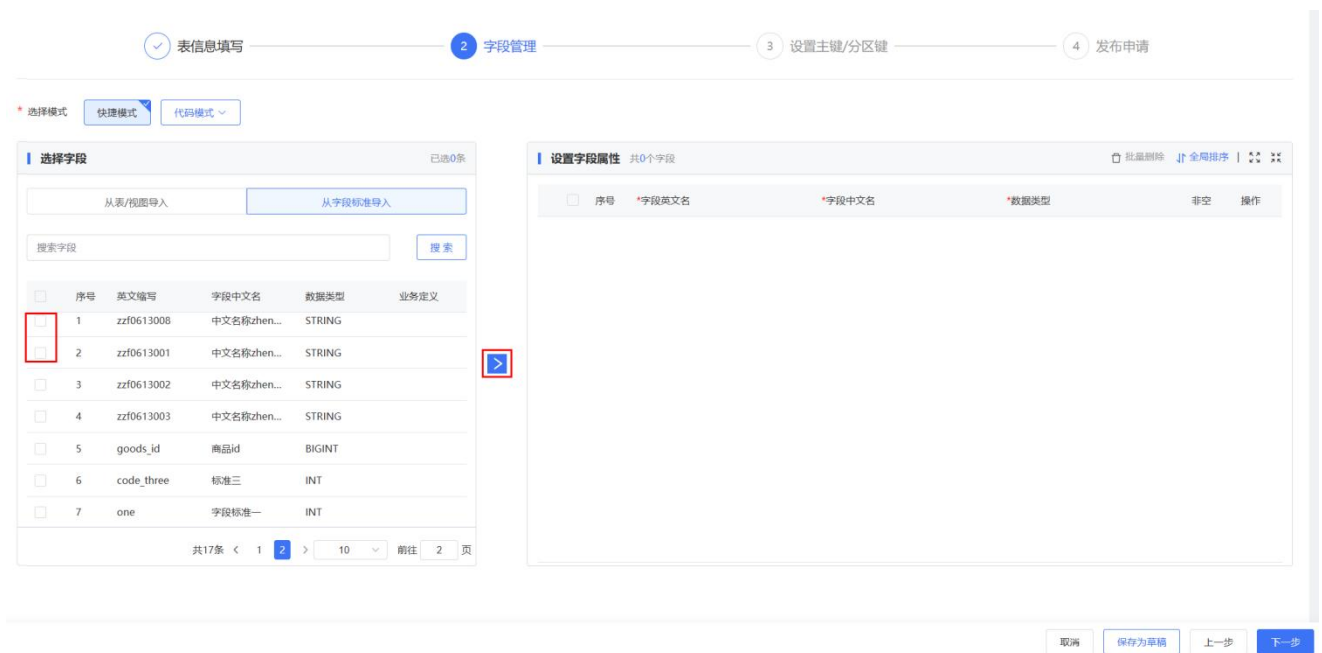 表信息填写 2 字段管理 3 设置主键/分区键 4 发布申请
* 选择模式 快捷模式 代码模式
选择字段 已选0条
从表/视图导入 从字段标准导入
搜索字段 搜索
序号 英文缩写 字段中文名 数据类型 业务定义
1 zzf0613008 中文名称zhen... STRING
2 zzf0613001 中文名称zhen... STRING
3 zzf0613002 中文名称zhen... STRING
4 zzf0613003 中文名称zhen... STRING
5 goods_id 商品id BIGINT
6 code_three 标准三 INT
7 one 字段标准一 INT
共17条 < 1 2 > 10 前往 2 页
>
设置字段属性 共0个字段 批量删除 全局排序
序号 *字段英文名 *字段中文名 *数据类型 非空 操作
取消 保存为草稿 上一步 下一步